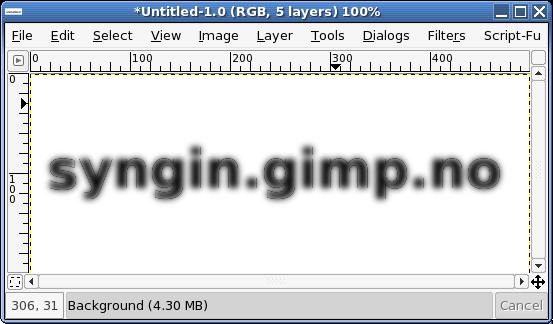 *Untitled-1.0 (RGB, 5 layers) 100%
File Edit Select View Image Layer Tools Dialogs Filters Script-Fu
0 100 200 300 400
0
100
syngin.gimp.no
306, 31 Background (4.30 MB) Cancel